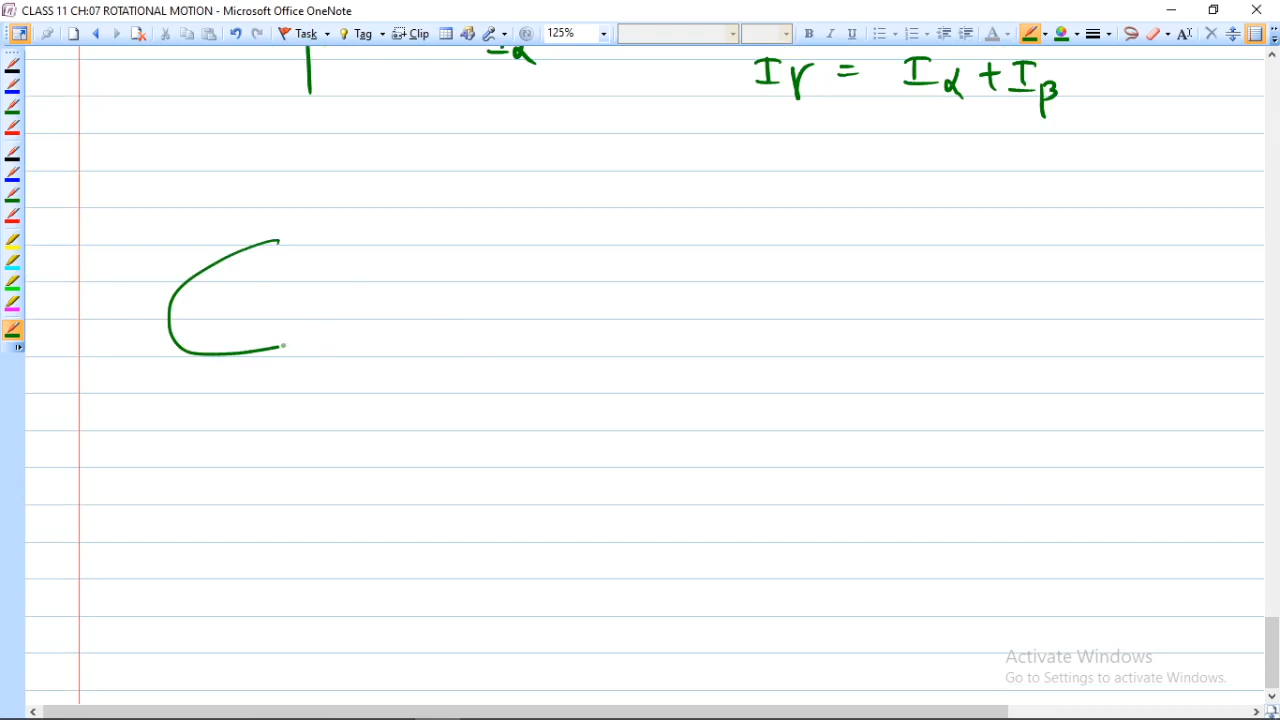 CLASS 11 CH:07 ROTATIONAL MOTION - Microsoft Office OneNote
Task Tag Clip 125% B I U A
Iα
Iγ = Iα + Iβ
Activate Windows
Go to Settings to activate Windows.